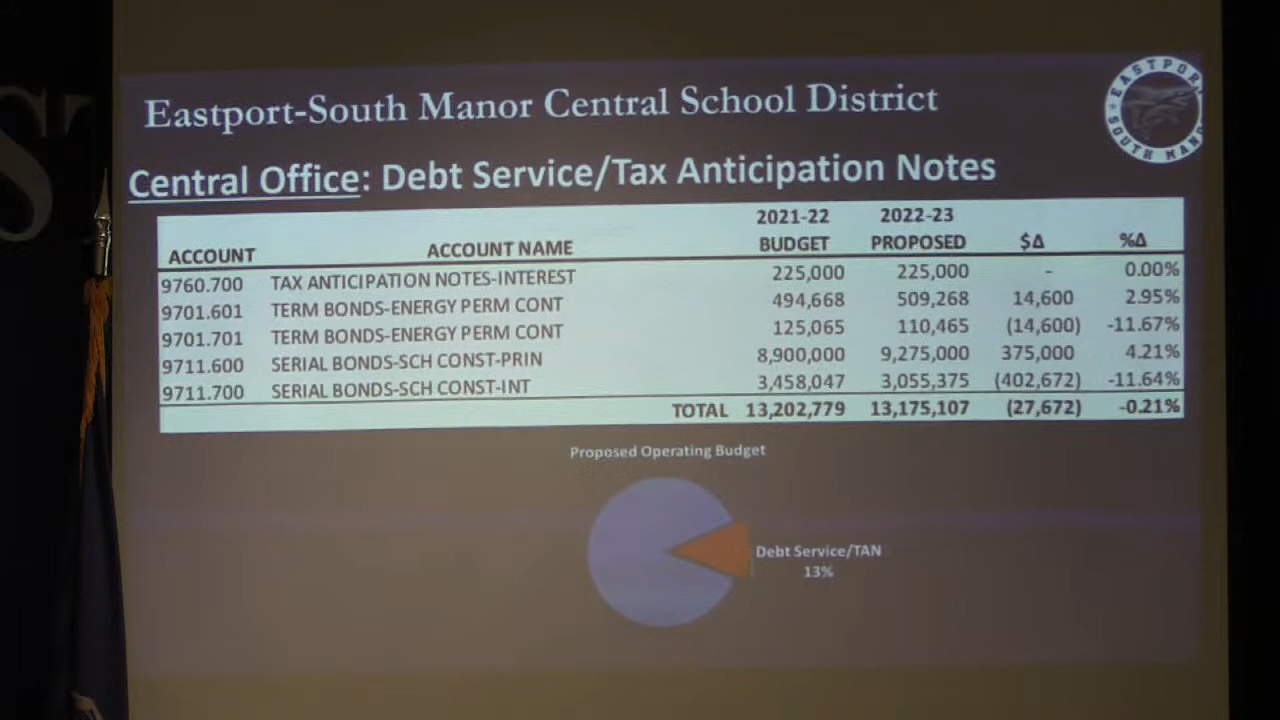 Eastport-South Manor Central School District
EASTPOR
SOUTH MANO
Central Office: Debt Service/Tax Anticipation Notes
ACCOUNT ACCOUNT NAME 2021-22 BUDGET 2022-23 PROPOSED $Δ %Δ
9760.700 TAX ANTICIPATION NOTES-INTEREST 225,000 225,000 - 0.00%
9701.601 TERM BONDS-ENERGY PERM CONT 494,668 509,268 14,600 2.95%
9701.701 TERM BONDS-ENERGY PERM CONT 125,065 110,465 (14,600) -11.67%
9711.600 SERIAL BONDS-SCH CONST-PRIN 8,900,000 9,275,000 375,000 4.21%
9711.700 SERIAL BONDS-SCH CONST-INT 3,458,047 3,055,375 (402,672) -11.64%
TOTAL 13,202,779 13,175,107 (27,672) -0.21%
Proposed Operating Budget
Debt Service/TAN
13%